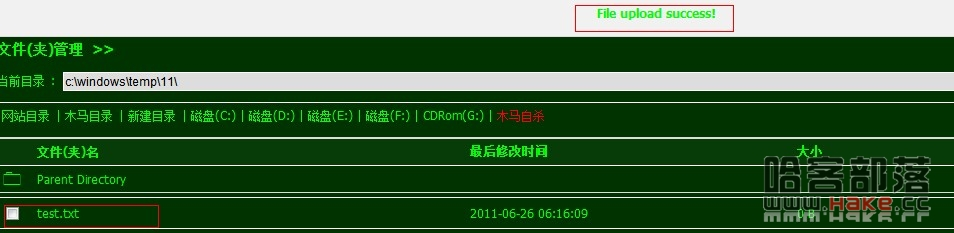 File upload success!
文件(夹)管理 >>
当前目录 : c:\windows\temp\11\
网站目录 | 木马目录 | 新建目录 | 磁盘(C:) | 磁盘(D:) | 磁盘(E:) | 磁盘(F:) | CDRom(G:) | 木马自杀
文件(夹)名 最后修改时间 大小
Parent Directory
哈客部落
www.Hake.cc
test.txt 2011-06-26 06:16:09